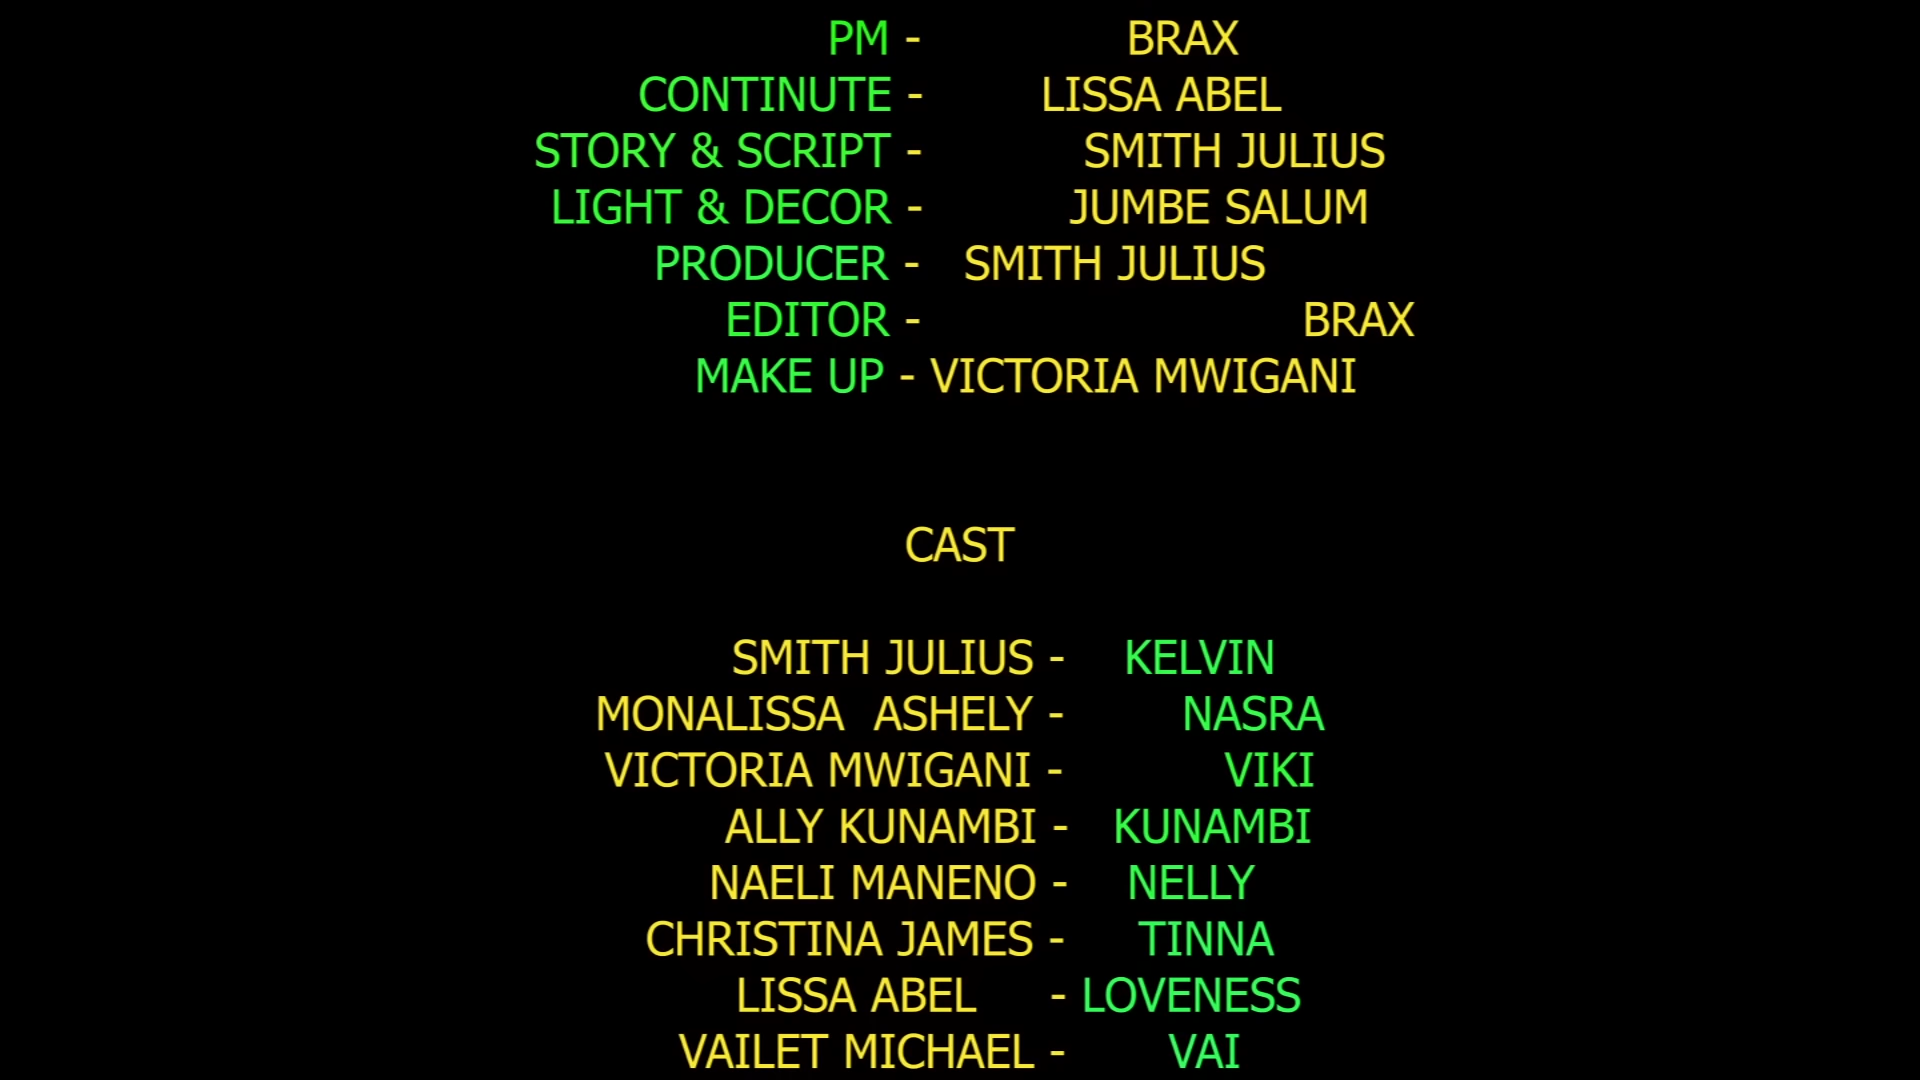 PM - BRAX
CONTINUTE - LISSA ABEL
STORY & SCRIPT - SMITH JULIUS
LIGHT & DECOR - JUMBE SALUM
PRODUCER - SMITH JULIUS
EDITOR - BRAX
MAKE UP - VICTORIA MWIGANI
CAST
SMITH JULIUS - KELVIN
MONALISSA ASHELY - NASRA
VICTORIA MWIGANI - VIKI
ALLY KUNAMBI - KUNAMBI
NAELI MANENO - NELLY
CHRISTINA JAMES - TINNA
LISSA ABEL - LOVENESS
VAILET MICHAEL - VAI